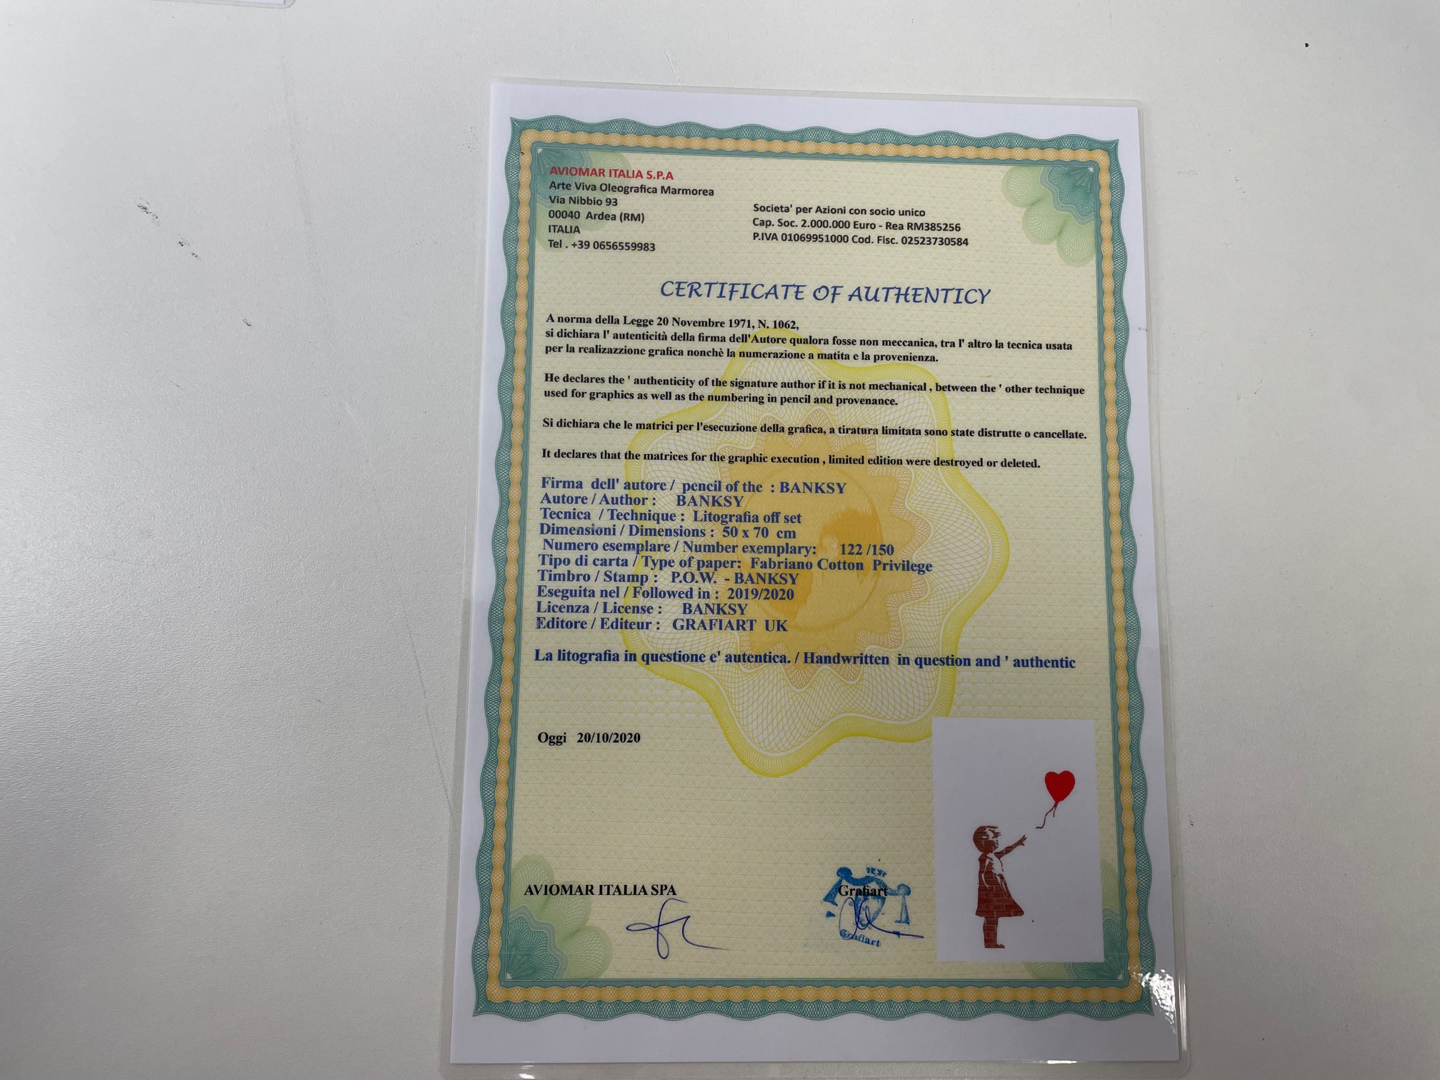 AVIOMAR ITALIA S.P.A
Arte Viva Oleografica Marmorea
Via Nibbio 93
00040 Ardea (RM)
ITALIA
Tel . +39 0656559983
Societa' per Azioni con socio unico
Cap. Soc. 2.000.000 Euro - Rea RM385256
P.IVA 01069951000 Cod. Fisc. 02523730584
CERTIFICATE OF AUTHENTICY
A norma della Legge 20 Novembre 1971, N. 1062,
si dichiara l' autenticità della firma dell'Autore qualora fosse non meccanica, tra l' altro la tecnica usata
per la realizazzione grafica nonchè la numerazione a matita e la provenienza.
He declares the ' authenticity of the signature author if it is not mechanical , between the ' other technique
used for graphics as well as the numbering in pencil and provenance.
Si dichiara che le matrici per l'esecuzione della grafica, a tiratura limitata sono state distrutte o cancellate.
It declares that the matrices for the graphic execution , limited edition were destroyed or deleted.
Firma dell' autore / pencil of the : BANKSY
Autore / Author : BANKSY
Tecnica / Technique : Litografia off set
Dimensioni / Dimensions : 50 x 70 cm
Numero esemplare / Number exemplary: 122 /150
Tipo di carta / Type of paper: Fabriano Cotton Privilege
Timbro / Stamp : P.O.W. - BANKSY
Eseguita nel / Followed in : 2019/2020
Licenza / License : BANKSY
Editore / Editeur : GRAFIART UK
La litografia in questione e' autentica. / Handwritten in question and ' authentic
Oggi 20/10/2020
AVIOMAR ITALIA SPA
Grafiart
Grafiart